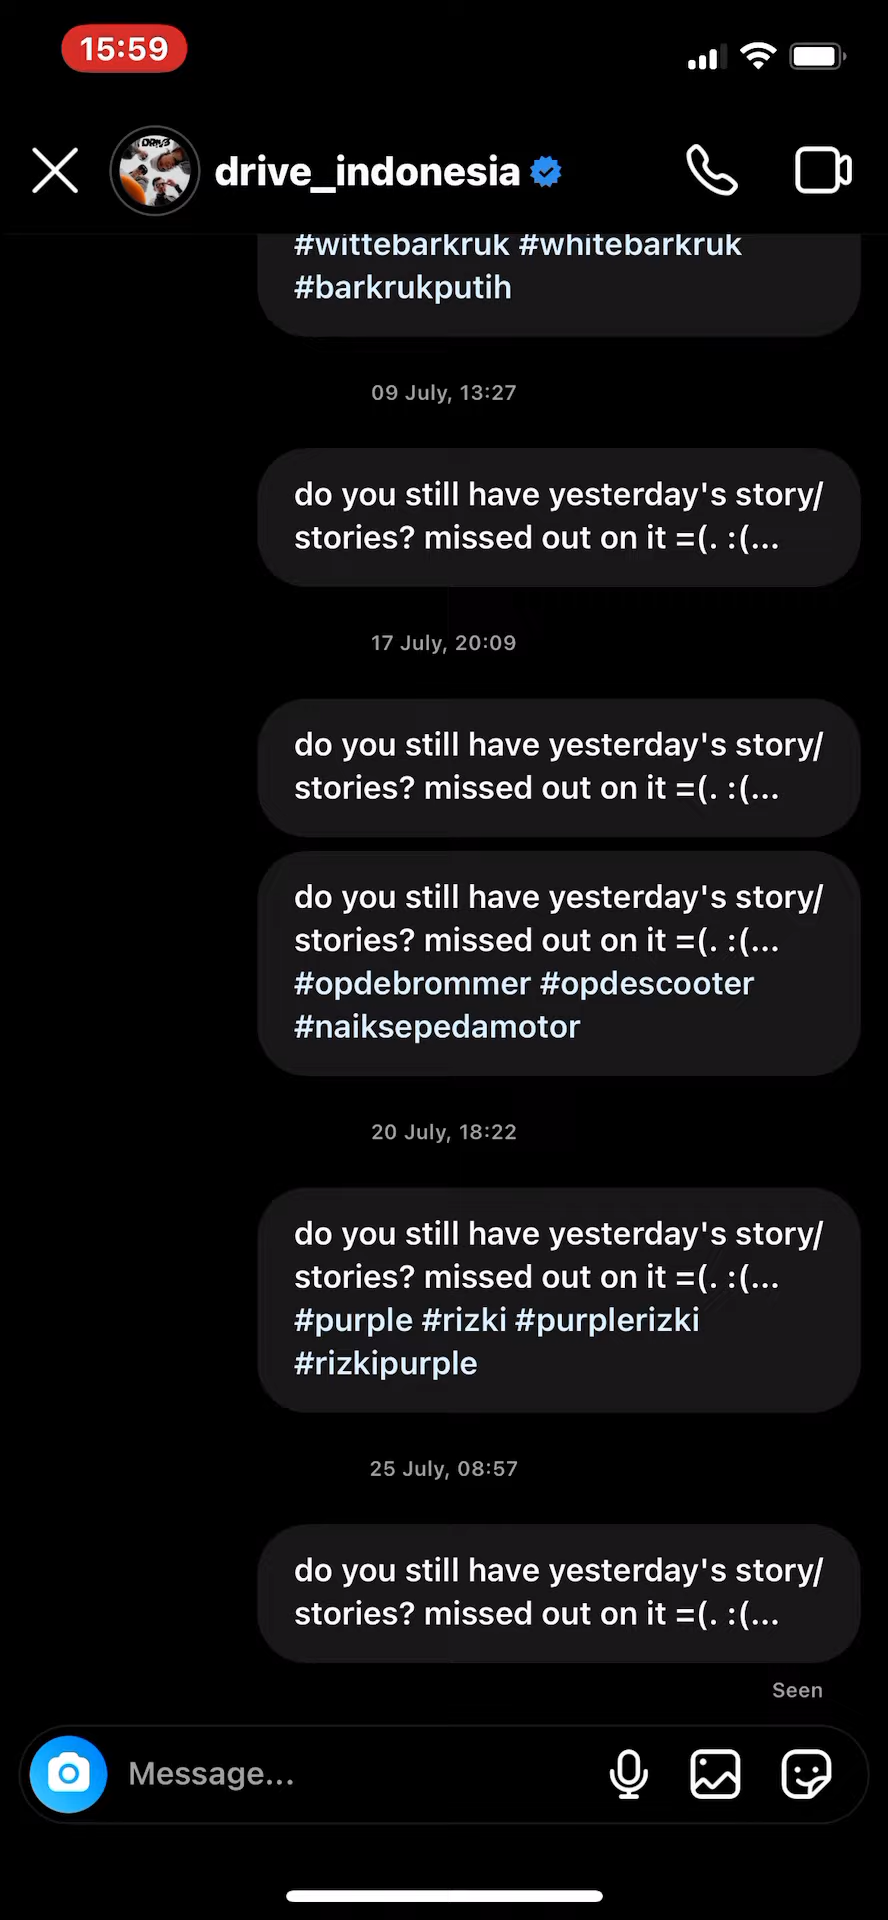 15:59
DRIVE
drive_indonesia
#wittebarkruk #whitebarkruk
#barkrukputih
09 July, 13:27
do you still have yesterday's story/
stories? missed out on it =(. :(...
17 July, 20:09
do you still have yesterday's story/
stories? missed out on it =(. :(...
do you still have yesterday's story/
stories? missed out on it =(. :(...
#opdebrommer #opdescooter
#naiksepedamotor
20 July, 18:22
do you still have yesterday's story/
stories? missed out on it =(. :(...
#purple #rizki #purplerizki
#rizkipurple
25 July, 08:57
do you still have yesterday's story/
stories? missed out on it =(. :(...
Seen
Message...